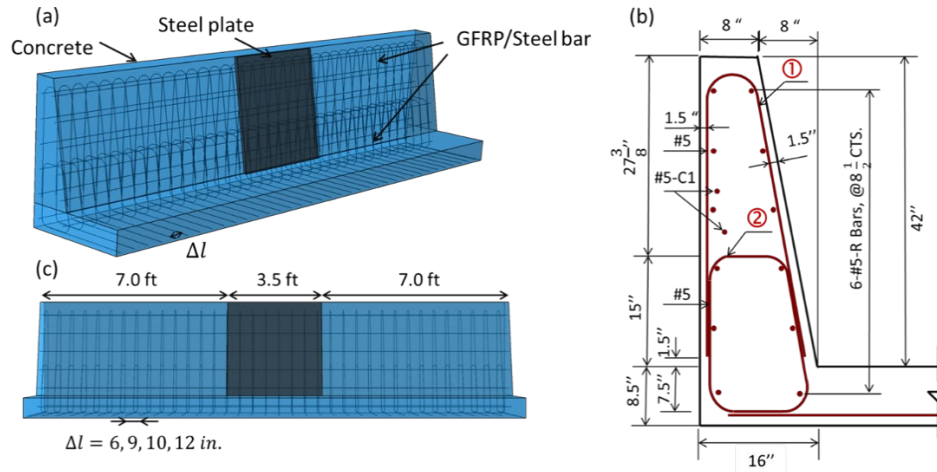 (a)
Steel plate
Concrete
GFRP/Steel bar
Δl
(c)
7.0 ft
3.5 ft
7.0 ft
Δl = 6, 9, 10, 12 in.
(b)
8 “
8 “
①
1.5 “
#5
1.5’’
27 3/8’’
#5-C1
②
6-#5-R Bars, @8 1/2 CTS.
42’’
15’’
#5
1.5’’
8.5’’
7.5’’
16’’